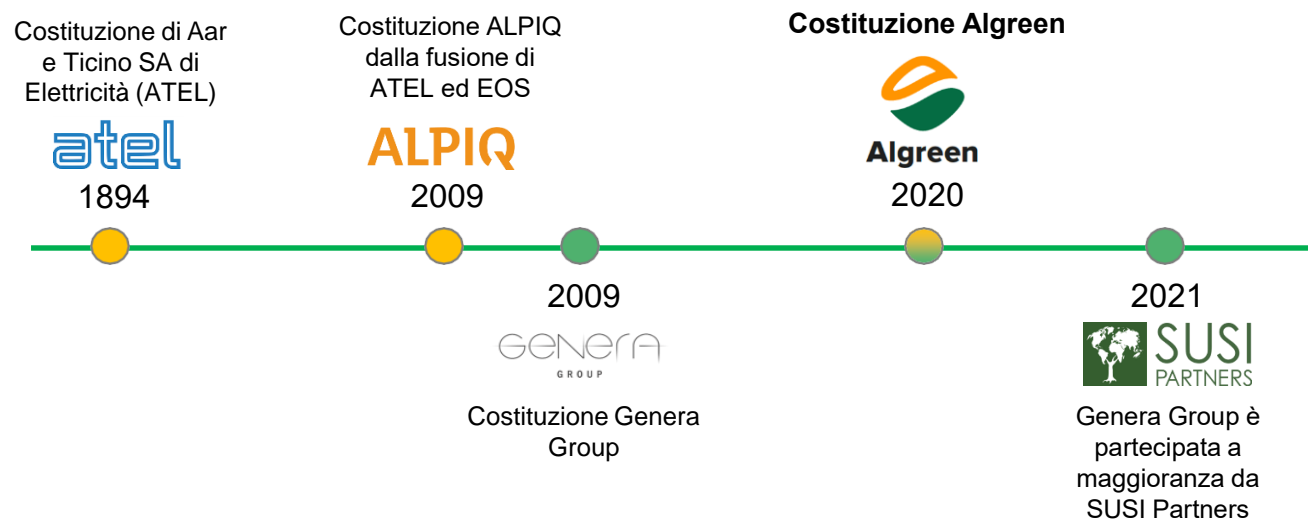 Costituzione di Aar
e Ticino SA di
Elettricità (ATEL)
atel
1894
Costituzione ALPIQ
dalla fusione di
ATEL ed EOS
ALPIQ
2009
Costituzione Algreen
Algreen
2020
2009
GENERA
GROUP
Costituzione Genera
Group
2021
SUSI
PARTNERS
Genera Group è
partecipata a
maggioranza da
SUSI Partners